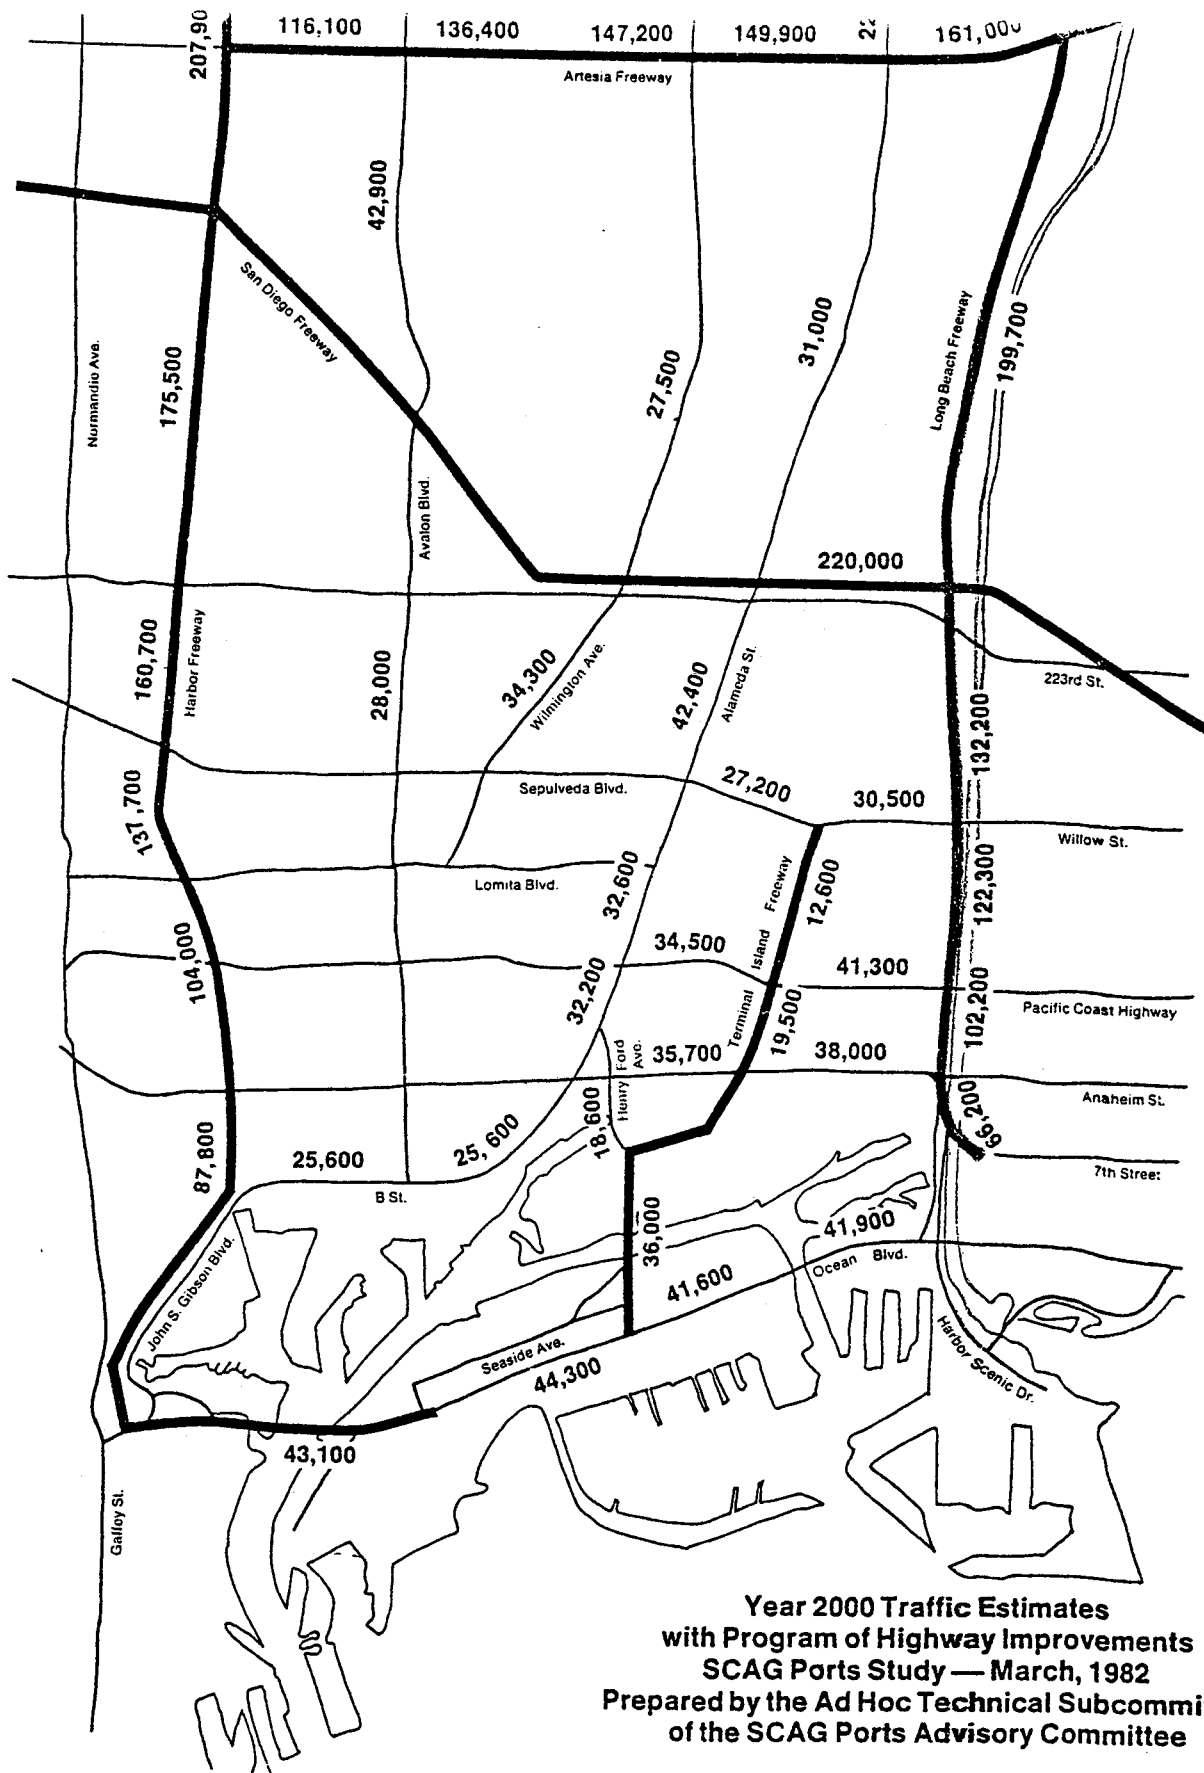 207,90
116,100
136,400
147,200
149,900
22
161,000
Artesia Freeway
42,900
San Diego Freeway
Normandie Ave.
175,500
27,500
31,000
Long Beach Freeway
199,700
Avalon Blvd.
220,000
160,700
Harbor Freeway
28,000
34,300
Wilmington Ave.
42,400
Alameda St.
223rd St.
132,200
137,700
Sepulveda Blvd.
27,200
30,500
Willow St.
Lomita Blvd.
32,600
Terminal Island Freeway
12,600
122,300
104,000
34,500
41,300
32,200
19,500
102,200
Pacific Coast Highway
Henry Ford
Ave.
35,700
38,000
Anaheim St.
87,800
25,600
25,600
18,600
66,200
7th Street
B St.
36,000
41,900
Ocean Blvd.
John S. Gibson Blvd.
41,600
Seaside Ave.
44,300
Harbor Scenic Dr.
43,100
Gaffey St.
Year 2000 Traffic Estimates
with Program of Highway Improvements
SCAG Ports Study — March, 1982
Prepared by the Ad Hoc Technical Subcommi
of the SCAG Ports Advisory Committee